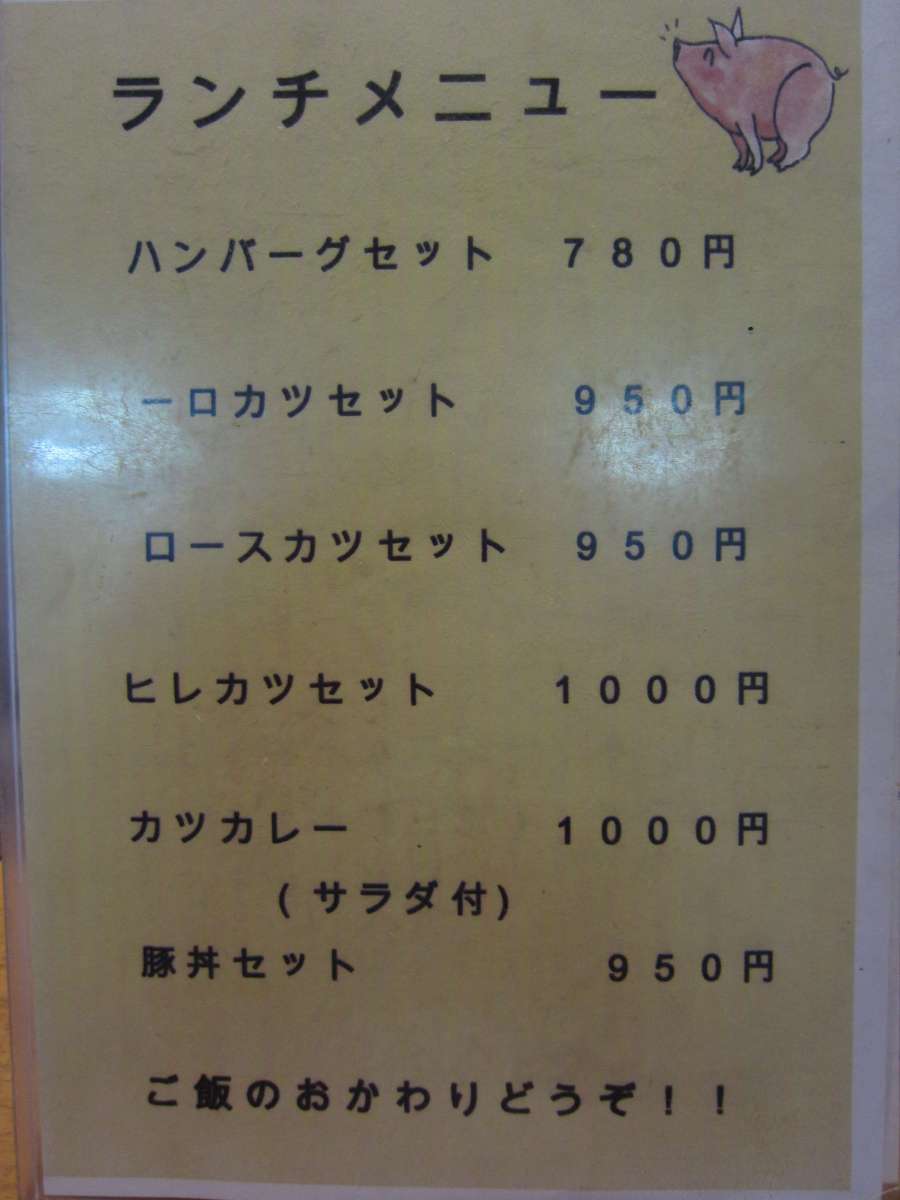 ランチメニュー
ハンバーグセット　７８０円
一口カツセット　９５０円
ロースカツセット　９５０円
ヒレカツセット　１０００円
カツカレー　１０００円
(サラダ付)
豚丼セット　９５０円
ご飯のおかわりどうぞ！！